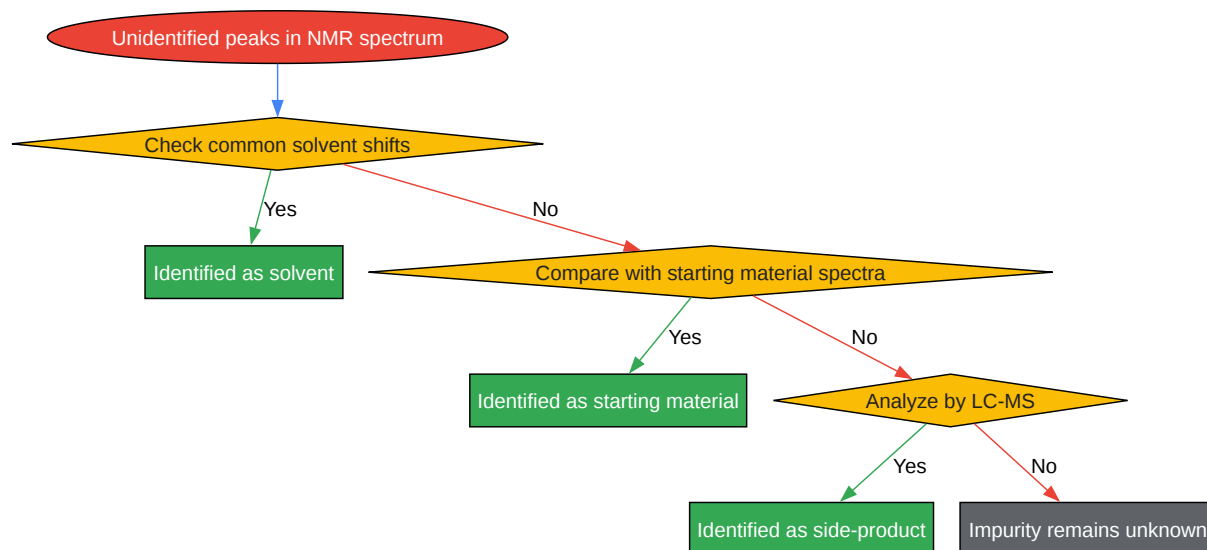 Unidentified peaks in NMR spectrum
Check common solvent shifts
Yes
No
Identified as solvent
Compare with starting material spectra
Yes
No
Identified as starting material
Analyze by LC-MS
Yes
No
Identified as side-product
Impurity remains unknown